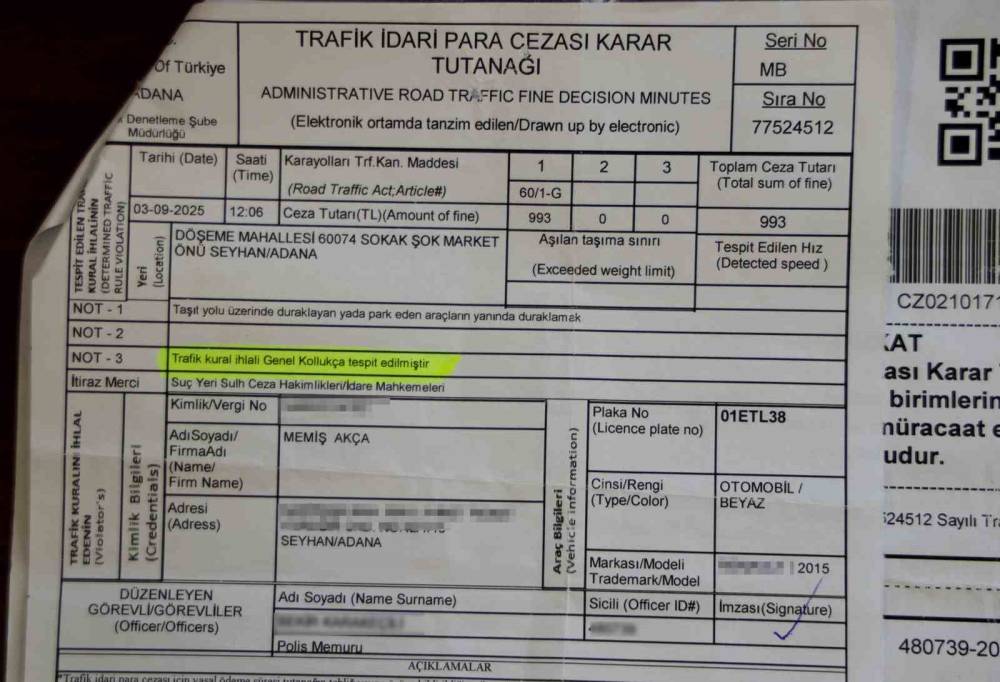 TRAFİK İDARİ PARA CEZASI KARAR
TUTANAĞI
ADMINISTRATIVE ROAD TRAFFIC FINE DECISION MINUTES
(Elektronik ortamda tanzim edilen/Drawn up by electronic)
Of Türkiye
ADANA
Denetleme Şube
Müdürlüğü
Seri No
MB
Sıra No
77524512
TESPİT EDİLEN
KURAL İHLALİNİN
(DETERMINED TRAFFIC
RULE VIOLATION)
Tarihi (Date)
Saati
(Time)
Karayolları Trf.Kan. Maddesi
(Road Traffic Act;Article#)
1
2
3
Toplam Ceza Tutarı
(Total sum of fine)
60/1-G
03-09-2025
12:06
Ceza Tutarı(TL)(Amount of fine)
993
0
0
993
Yeri
(Location)
DÖŞEME MAHALLESİ 60074 SOKAK ŞOK MARKET
ÖNÜ SEYHAN/ADANA
Aşılan taşıma sınırı
(Exceeded weight limit)
Tespit Edilen Hız
(Detected speed )
NOT - 1
Taşıt yolu üzerinde duraklayan yada park eden araçların yanında duraklamak
NOT - 2
NOT - 3
Trafik kural ihlali Genel Kollukça tespit edilmiştir
İtiraz Merci
Suç Yeri Sulh Ceza Hakimlikleri/İdare Mahkemeleri
TRAFİK KURALINI İHLAL
EDENİN
(Violator's)
Kimlik Bilgileri
(Credentials)
Kimlik/Vergi No
AdıSoyadı/
FirmaAdı
(Name/
Firm Name)
MEMİŞ AKÇA
Adresi
(Adress)
SEYHAN/ADANA
Araç Bilgileri
(Vehicle information)
Plaka No
(Licence plate no)
01ETL38
Cinsi/Rengi
(Type/Color)
OTOMOBİL /
BEYAZ
Markası/Modeli
Trademark/Model
2015
DÜZENLEYEN
GÖREVLİ/GÖREVLİLER
(Officer/Officers)
Adı Soyadı (Name Surname)
Sicili (Officer ID#)
İmzası(Signature)
Polis Memuru
AÇIKLAMALAR
CZ0210171
KAT
ası Karar
birimlerin
müracaat e
udur.
524512 Sayılı Tr
480739-20